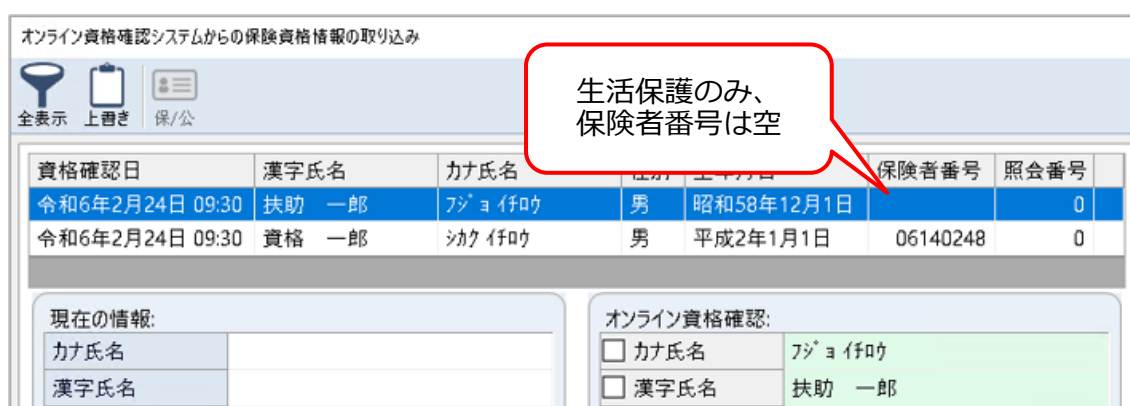 オンライン資格確認システムからの保険資格情報の取り込み
全表示 上書き 保/公
生活保護のみ、
保険者番号は空
資格確認日 漢字氏名 カナ氏名 性別 生年月日 保険者番号 照会番号
令和6年2月24日 09:30 扶助 一郎 フジョ イチロウ 男 昭和58年12月1日 0
令和6年2月24日 09:30 資格 一郎 シカク イチロウ 男 平成2年1月1日 06140248 0
現在の情報: オンライン資格確認:
カナ氏名 カナ氏名 フジョ イチロウ
漢字氏名 漢字氏名 扶助 一郎